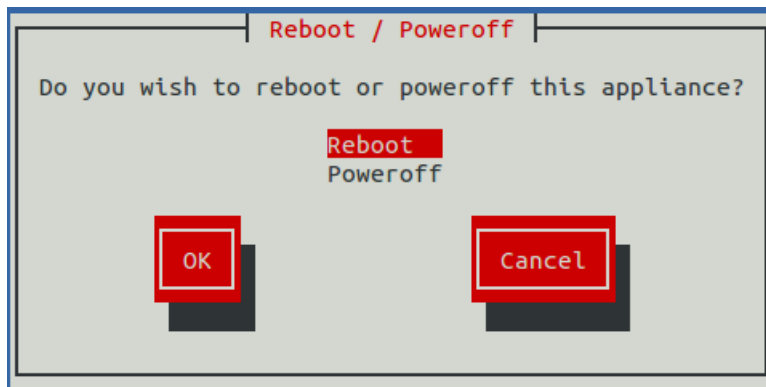 Reboot / Poweroff
Do you wish to reboot or poweroff this appliance?
Reboot
Poweroff
OK Cancel